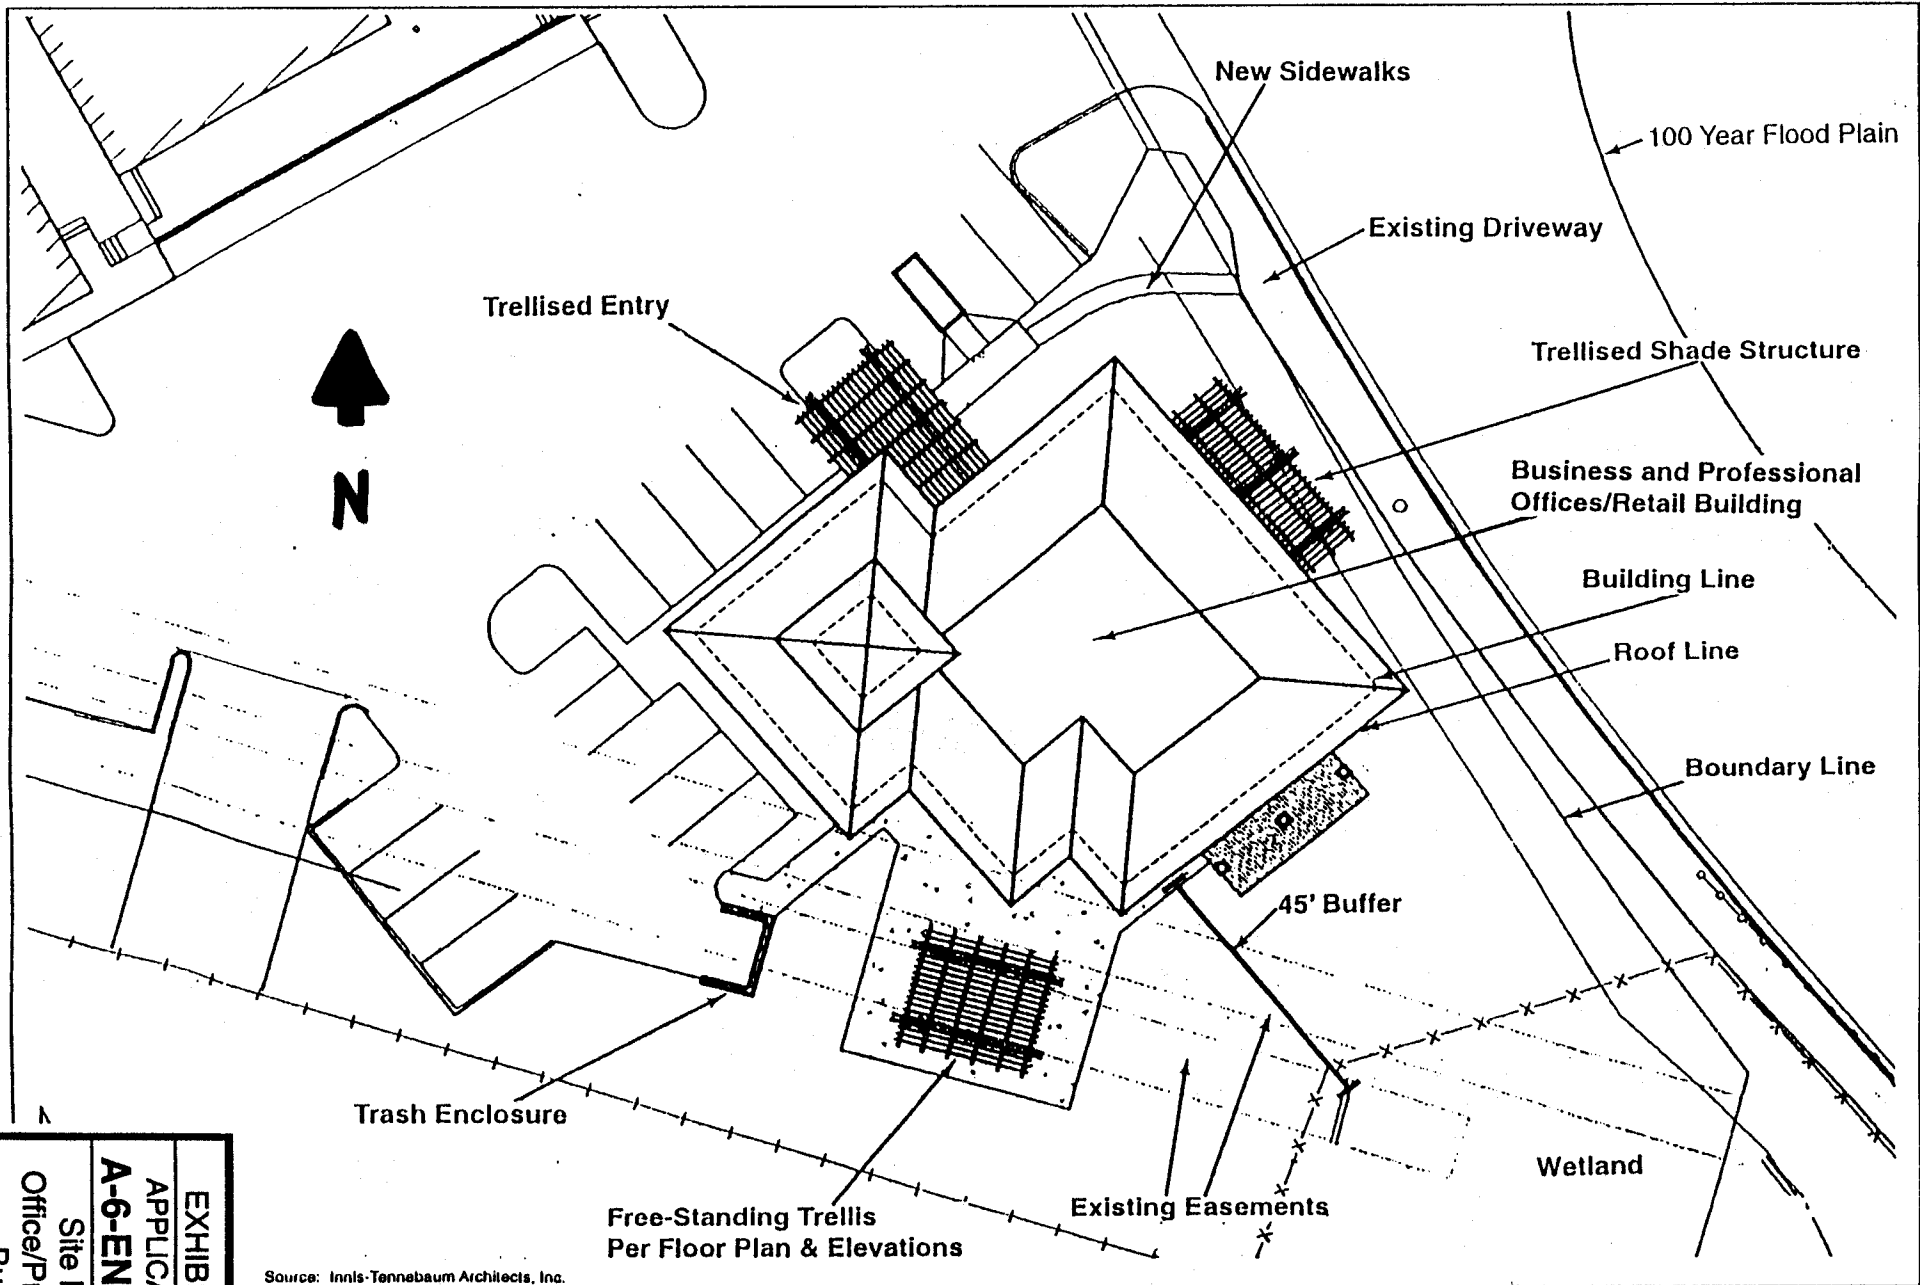 New Sidewalks
100 Year Flood Plain
Existing Driveway
Trellised Entry
Trellised Shade Structure
N
Business and Professional
Offices/Retail Building
Building Line
Roof Line
Boundary Line
45' Buffer
Trash Enclosure
Wetland
Existing Easements
Free-Standing Trellis
Per Floor Plan & Elevations
Source: Innis-Tennebaum Architects, Inc.
EXHIB
APPLICA
A-6-EN
Site
Office/P